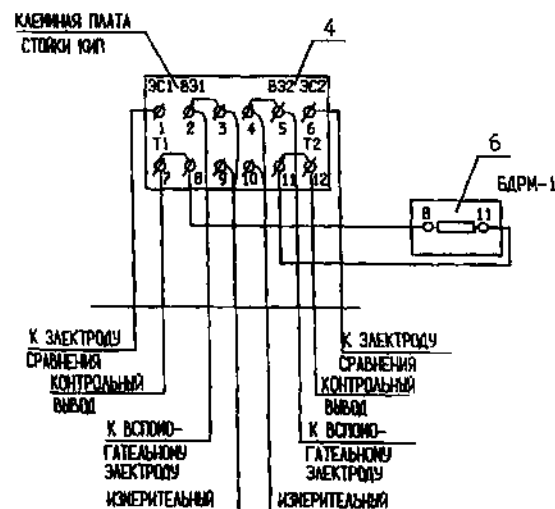 КЛЕММНАЯ ПЛАТА
СТОЙКИ КИП
4
ЭС1 ВЭ1 ВЭ2 ЭС2
1 2 3 4 5 6
Т1 Т2
7 8 9 10 11 12
6
БДРМ-1
8 11
К ЭЛЕКТРОДУ
СРАВНЕНИЯ
К ЭЛЕКТРОДУ
СРАВНЕНИЯ
КОНТРОЛЬНЫЙ
ВЫВОД
КОНТРОЛЬНЫЙ
ВЫВОД
К ВСПОМО-
ГАТЕЛЬНОМУ
ЭЛЕКТРОДУ
К ВСПОМО-
ГАТЕЛЬНОМУ
ЭЛЕКТРОДУ
ИЗМЕРИТЕЛЬНЫЙ
ИЗМЕРИТЕЛЬНЫЙ